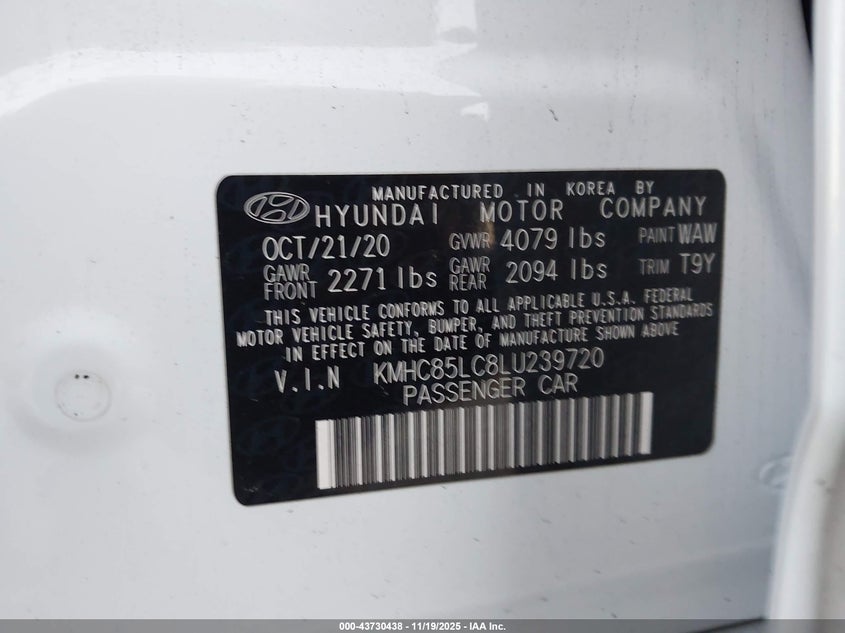 MANUFACTURED IN KOREA BY
HYUNDAI MOTOR COMPANY
OCT/21/20 GVWR 4079 lbs PAINT WAW
GAWR FRONT 2271 lbs GAWR REAR 2094 lbs TRIM T9Y
THIS VEHICLE CONFORMS TO ALL APPLICABLE U.S.A. FEDERAL
MOTOR VEHICLE SAFETY, BUMPER, AND THEFT PREVENTION STANDARDS
IN EFFECT ON THE DATE OF MANUFACTURE SHOWN ABOVE
V.I.N KMHC85LC8LU239720
PASSENGER CAR
000-43730438 - 11/19/2025 - IAA Inc.